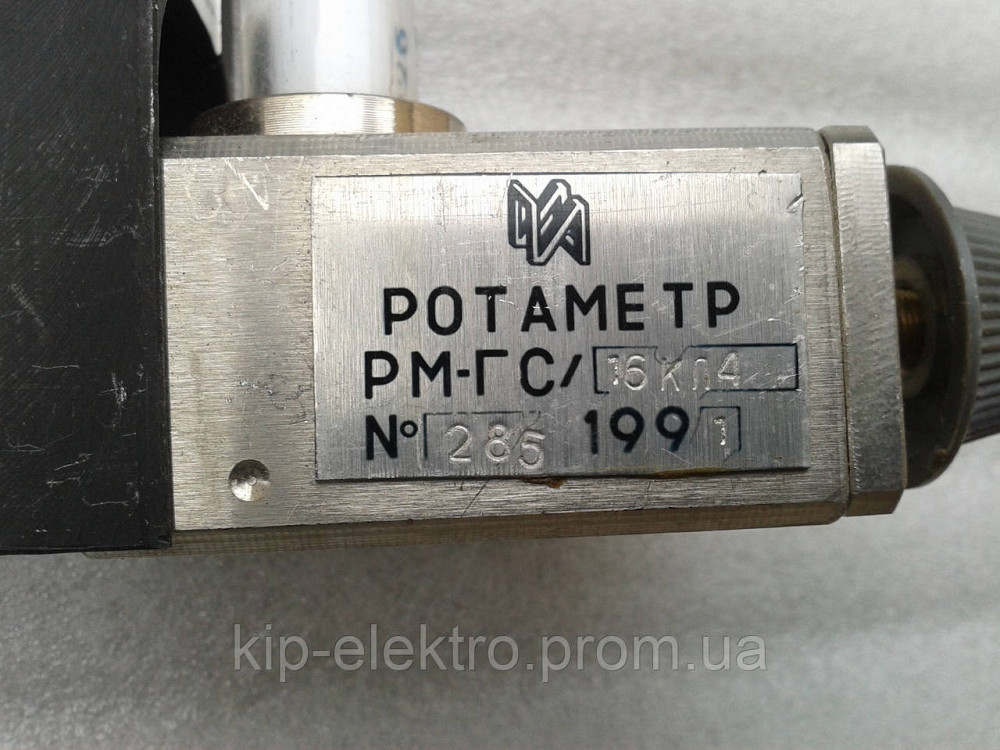 РОТАМЕТР
РМ-ГС/ 16КЛ4
№ 285 1991
kip-elektro.prom.ua